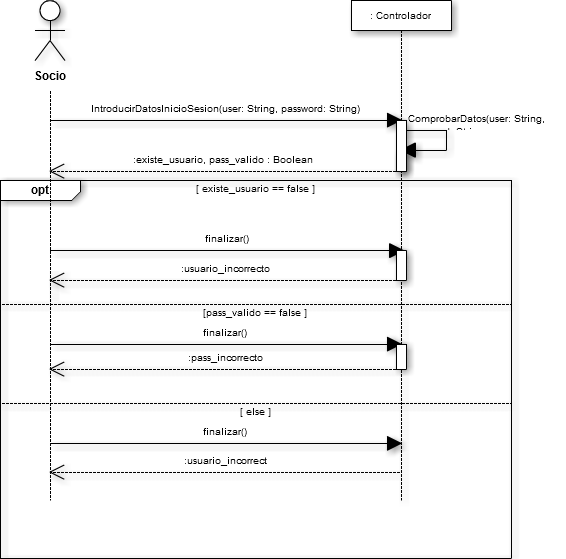 : Controlador
Socio
IntroducirDatosInicioSesion(user: String, password: String)
ComprobarDatos(user: String,
:existe_usuario, pass_valido : Boolean
opt
[ existe_usuario == false ]
finalizar()
:usuario_incorrecto
[pass_valido == false ]
finalizar()
:pass_incorrecto
[ else ]
finalizar()
:usuario_incorrect